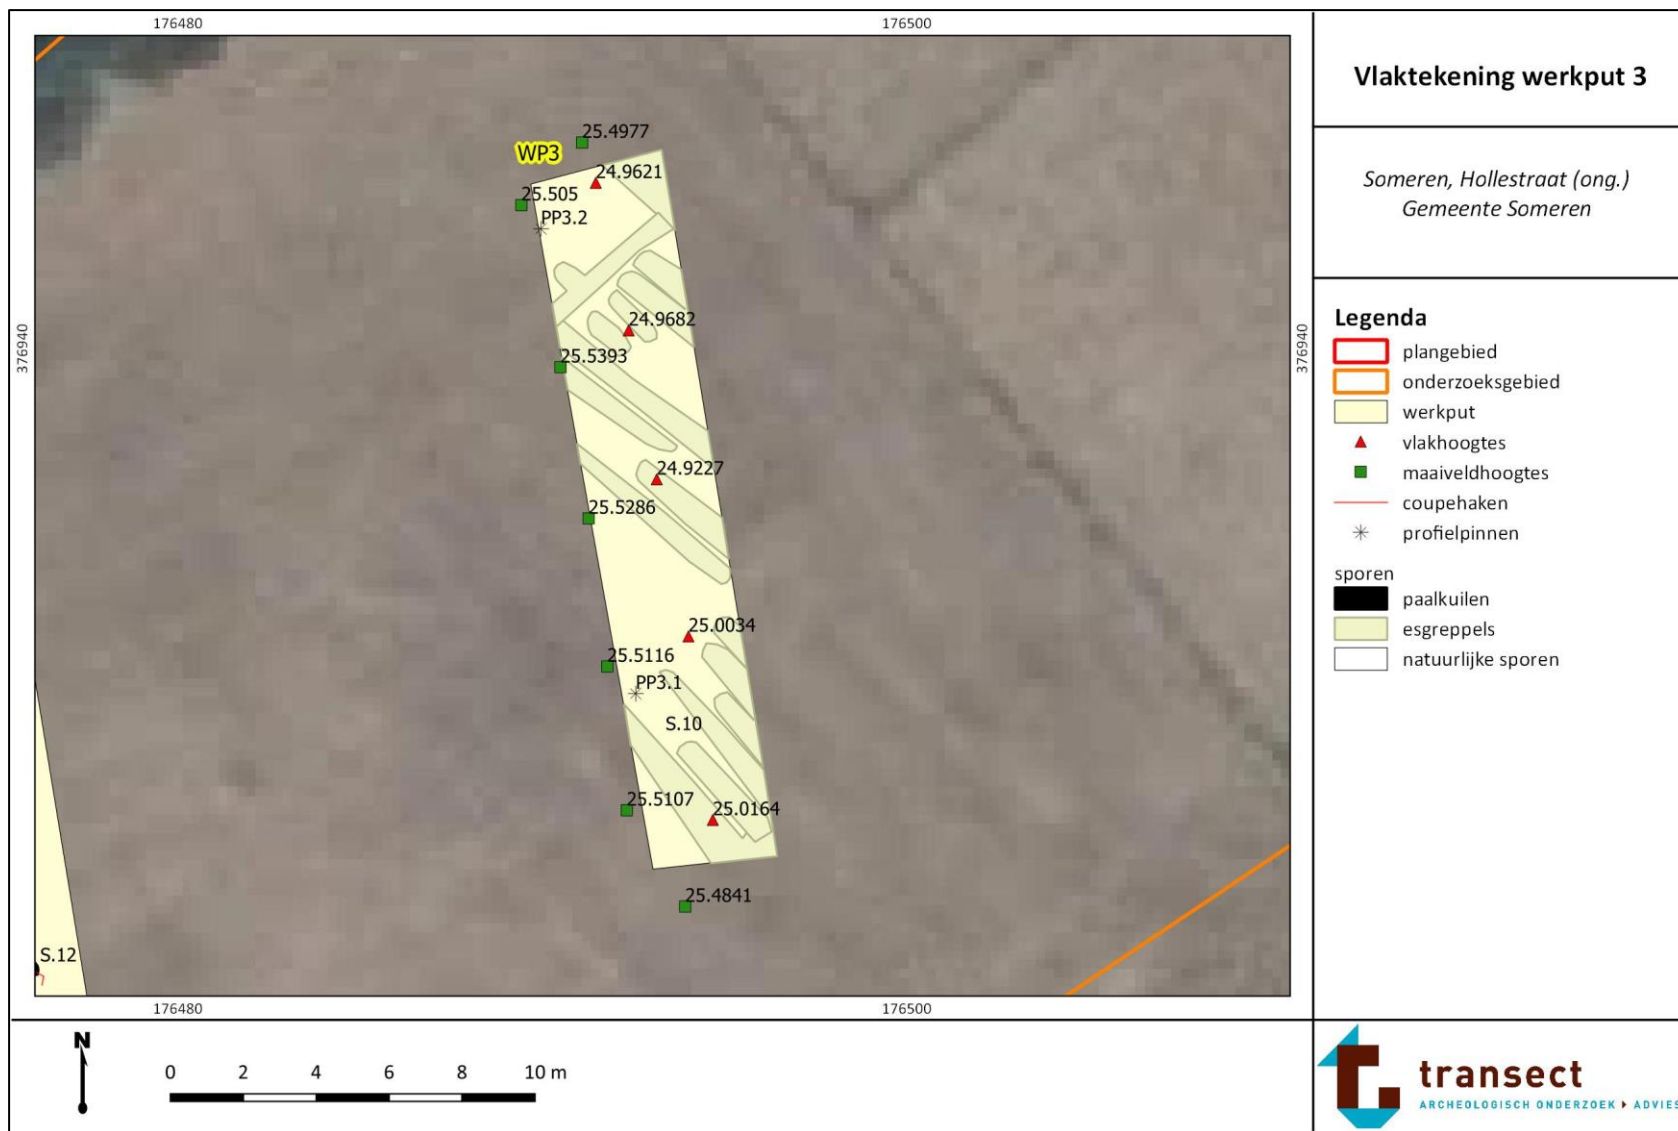 176480
176500
Vlaktekening werkput 3
Someren, Hollestraat (ong.)
Gemeente Someren
25.4977
WP3
24.9621
25.505
PP3.2
24.9682
376940
376940
25.5393
24.9227
25.5286
25.0034
25.5116
PP3.1
S.10
25.5107
25.0164
25.4841
S.12
Legenda
plangebied
onderzoeksgebied
werkput
vlakhoogtes
maaiveldhoogtes
coupehaken
profielpinnen
sporen
paalkuilen
esgreppels
natuurlijke sporen
176480
176500
N
0 2 4 6 8 10 m
transect
ARCHEOLOGISCH ONDERZOEK ADVIES